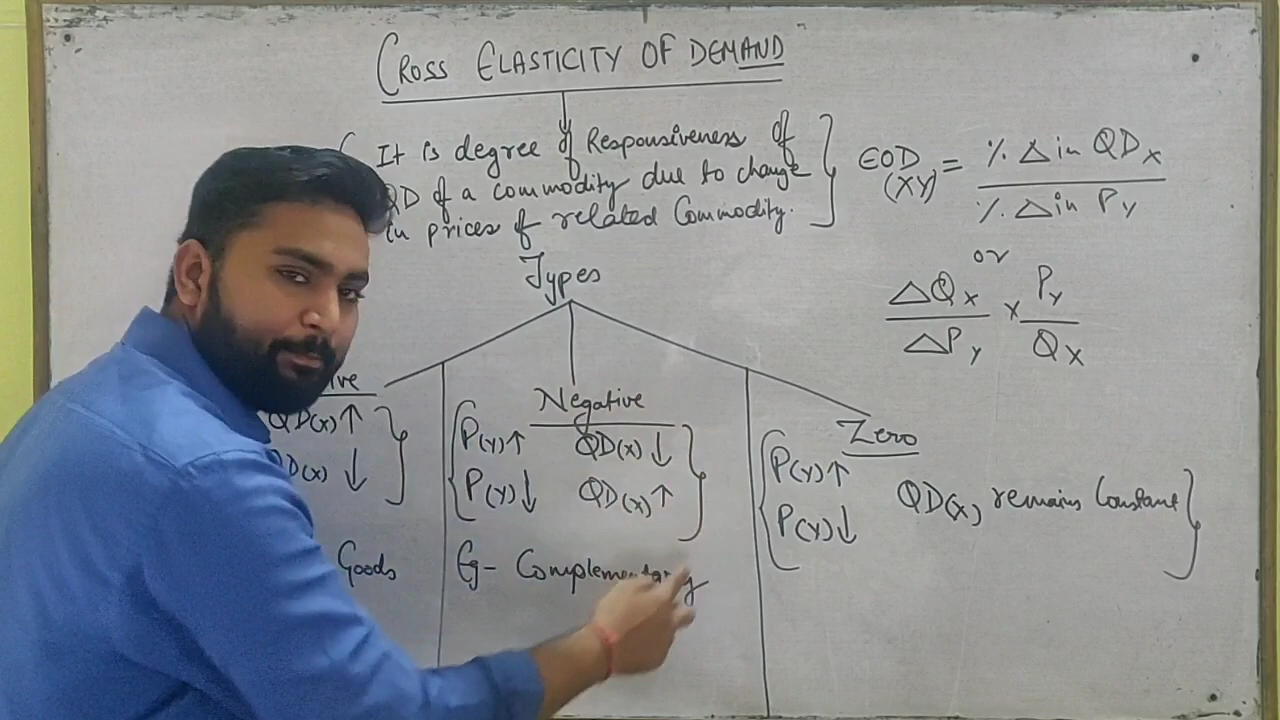 CROSS ELASTICITY OF DEMAND
It is degree of Responsiveness of
QD of a commodity due to change
in prices of related Commodity.
EOD(XY) = % Δ in QDX
% Δ in PY
or
ΔQX × PY
ΔPY QX
Types
QD(X)↑
QD(X) ↓
Goods
Negative
P(Y)↑ QD(X)↓
P(Y)↓ QD(X)↑
Eg- Complementary
Zero
P(Y)↑
P(Y)↓
QD(X) remains Constant